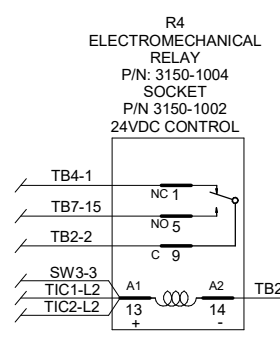 R4
ELECTROMECHANICAL
RELAY
P/N: 3150-1004
SOCKET
P/N 3150-1002
24VDC CONTROL
TB4-1
NC 1
TB7-15
NO 5
TB2-2
C 9
SW3-3
TIC1-L2 A1 A2 TB2
TIC2-L2 13 14
+ -